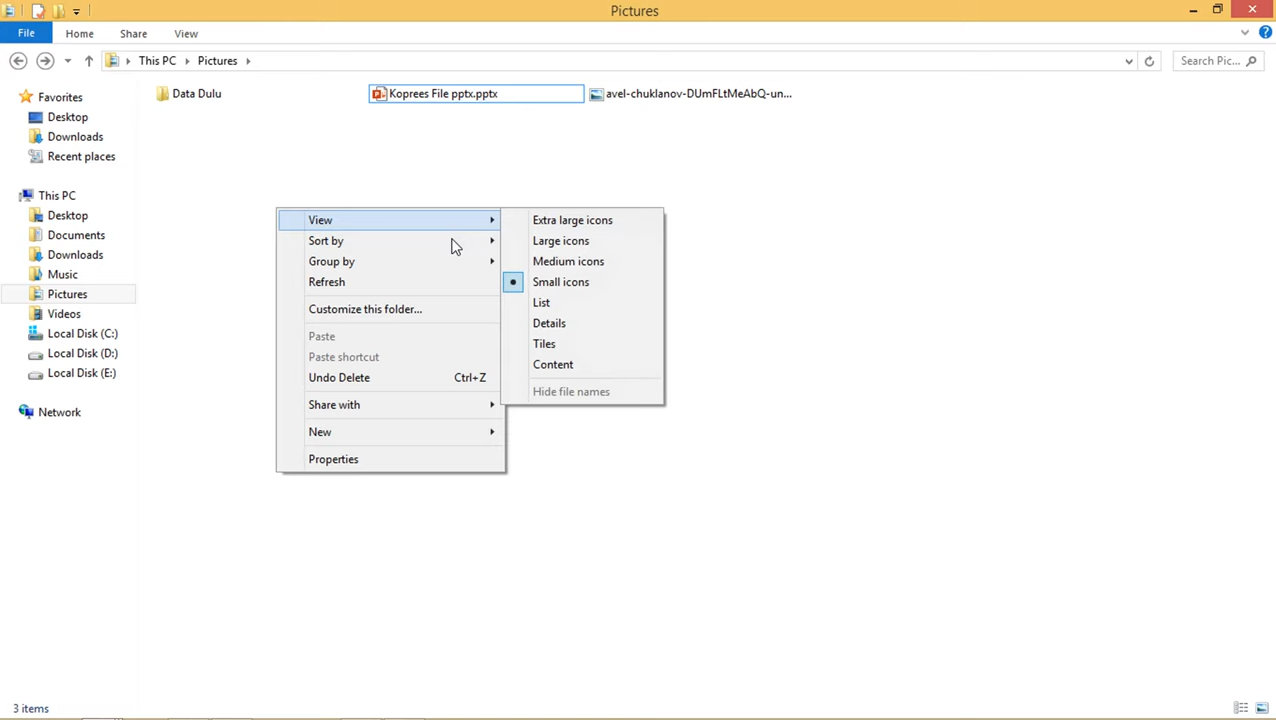 Pictures
File Home Share View
This PC Pictures Search Pic...
Favorites
Desktop
Downloads
Recent places
This PC
Desktop
Documents
Downloads
Music
Pictures
Videos
Local Disk (C:)
Local Disk (D:)
Local Disk (E:)
Network
Data Dulu Koprees File pptx.pptx avel-chuklanov-DUmFLtMeAbQ-un...
View
Sort by
Group by
Refresh
Customize this folder...
Paste
Paste shortcut
Undo Delete Ctrl+Z
Share with
New
Properties
Extra large icons
Large icons
Medium icons
Small icons
List
Details
Tiles
Content
Hide file names
3 items